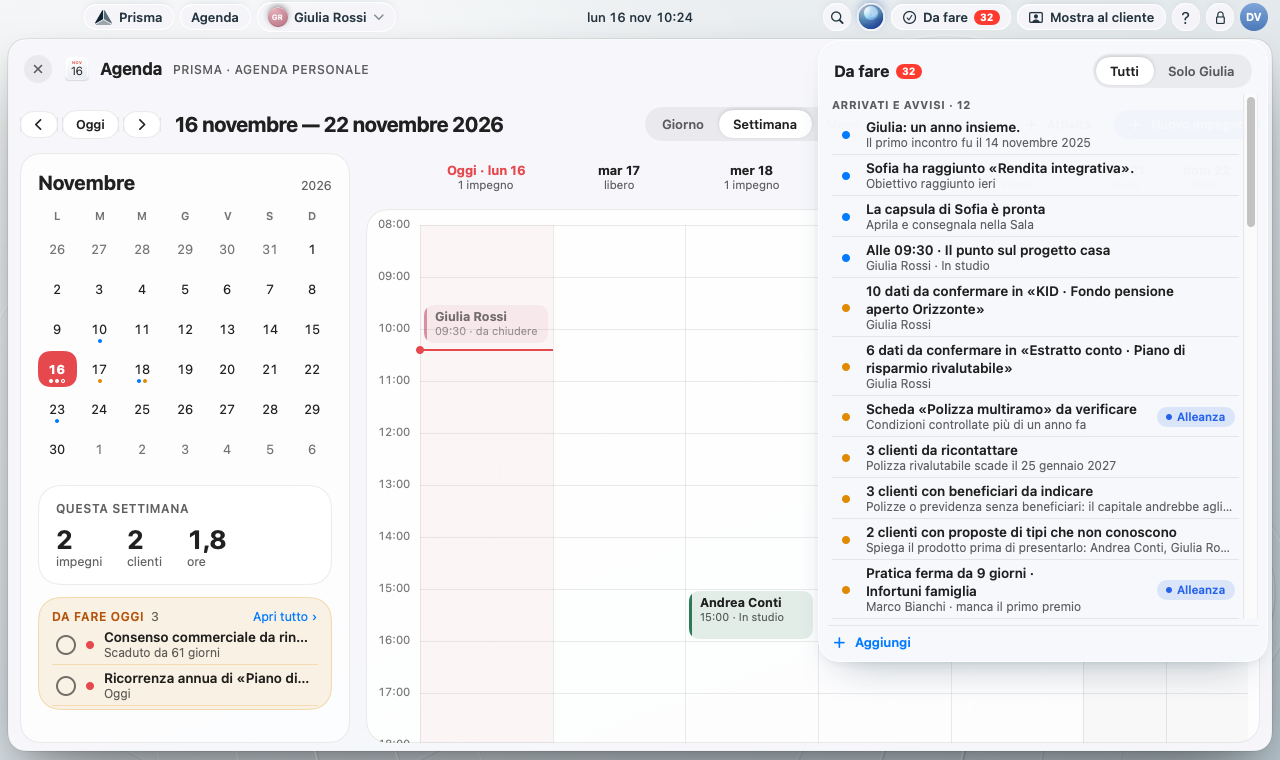 Prisma
Agenda
GR Giulia Rossi
lun 16 nov 10:24
Da fare 32
Mostra al cliente
?
DV
NOV
16
Agenda
PRISMA · AGENDA PERSONALE
Oggi
16 novembre — 22 novembre 2026
Giorno
Settimana
Novembre
2026
L M M G V S D
26 27 28 29 30 31 1
2 3 4 5 6 7 8
9 10 11 12 13 14 15
16 17 18 19 20 21 22
23 24 25 26 27 28 29
30 1 2 3 4 5 6
QUESTA SETTIMANA
2 2 1,8
impegni clienti ore
DA FARE OGGI 3
Apri tutto ›
Consenso commerciale da rin...
Scaduto da 61 giorni
Ricorrenza annua di «Piano di...
Oggi
Oggi · lun 16
1 impegno
mar 17
libero
mer 18
1 impegno
08:00
09:00
10:00
11:00
12:00
13:00
14:00
15:00
16:00
17:00
18:00
Giulia Rossi
09:30 · da chiudere
Andrea Conti
15:00 · In studio
Da fare 32
Tutti
Solo Giulia
ARRIVATI E AVVISI · 12
Giulia: un anno insieme.
Il primo incontro fu il 14 novembre 2025
Sofia ha raggiunto «Rendita integrativa».
Obiettivo raggiunto ieri
La capsula di Sofia è pronta
Aprila e consegnala nella Sala
Alle 09:30 · Il punto sul progetto casa
Giulia Rossi · In studio
10 dati da confermare in «KID · Fondo pensione
aperto Orizzonte»
Giulia Rossi
6 dati da confermare in «Estratto conto · Piano di
risparmio rivalutabile»
Giulia Rossi
Scheda «Polizza multiramo» da verificare
Condizioni controllate più di un anno fa
Alleanza
3 clienti da ricontattare
Polizza rivalutabile scade il 25 gennaio 2027
3 clienti con beneficiari da indicare
Polizze o previdenza senza beneficiari: il capitale andrebbe agli...
2 clienti con proposte di tipi che non conoscono
Spiega il prodotto prima di presentarlo: Andrea Conti, Giulia Ro...
Pratica ferma da 9 giorni ·
Infortuni famiglia
Marco Bianchi · manca il primo premio
Alleanza
+ Aggiungi